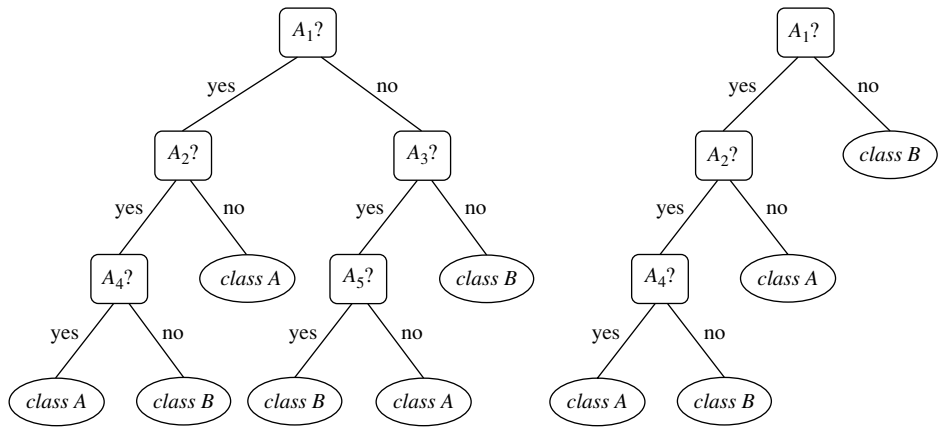 A₁?
yes
no
A₂?
A₃?
yes
no
yes
no
A₄?
class A
A₅?
class B
yes
no
yes
no
class A
class B
class B
class A
A₁?
yes
no
A₂?
class B
yes
no
A₄?
class A
yes
no
class A
class B